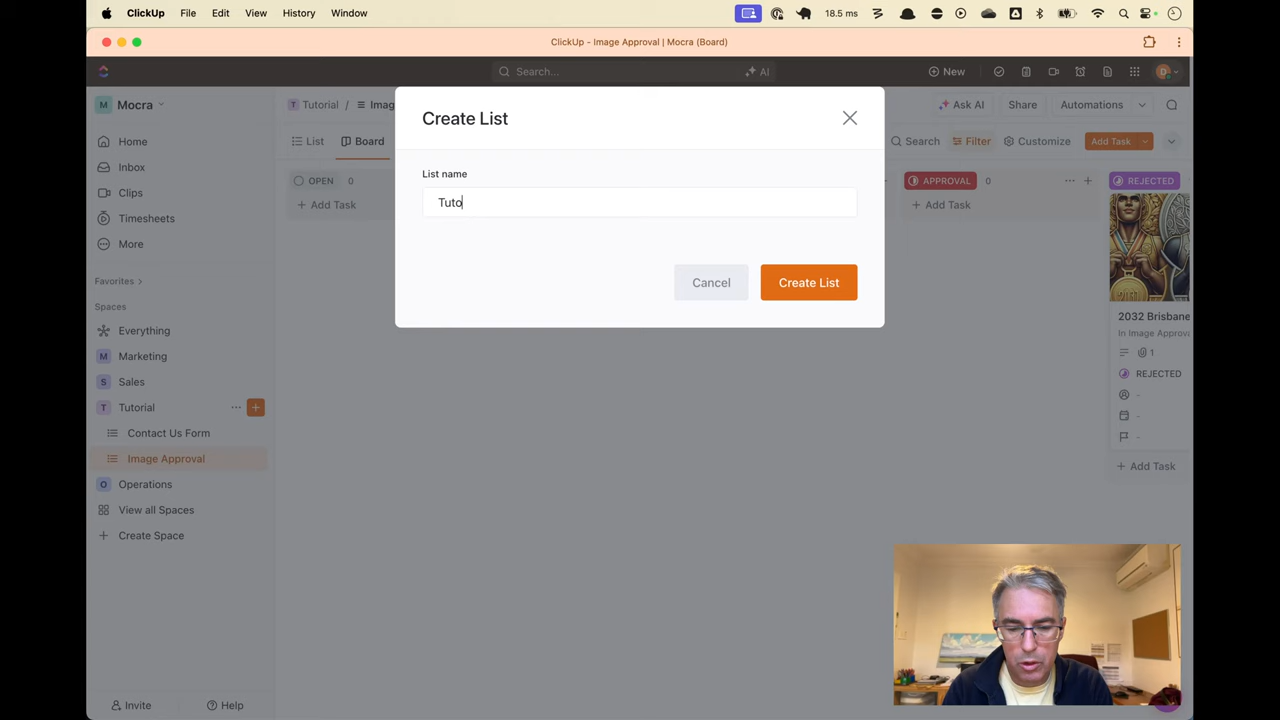 ClickUp File Edit View History Window 18.5 ms
ClickUp - Image Approval | Mocra (Board)
Search... AI New D
M Mocra T Tutorial / Imag Ask AI Share Automations
Create List
Home List Board Search Filter Customize Add Task
Inbox
List name
Clips OPEN 0 APPROVAL 0 REJECTED
Tuto
Add Task Add Task
Timesheets
More
Favorites
Cancel Create List
Spaces
Everything 2032 Brisbane
In Image Approva
M Marketing 1
S Sales REJECTED
T Tutorial
Contact Us Form
Image Approval Add Task
O Operations
View all Spaces
Create Space
Invite Help